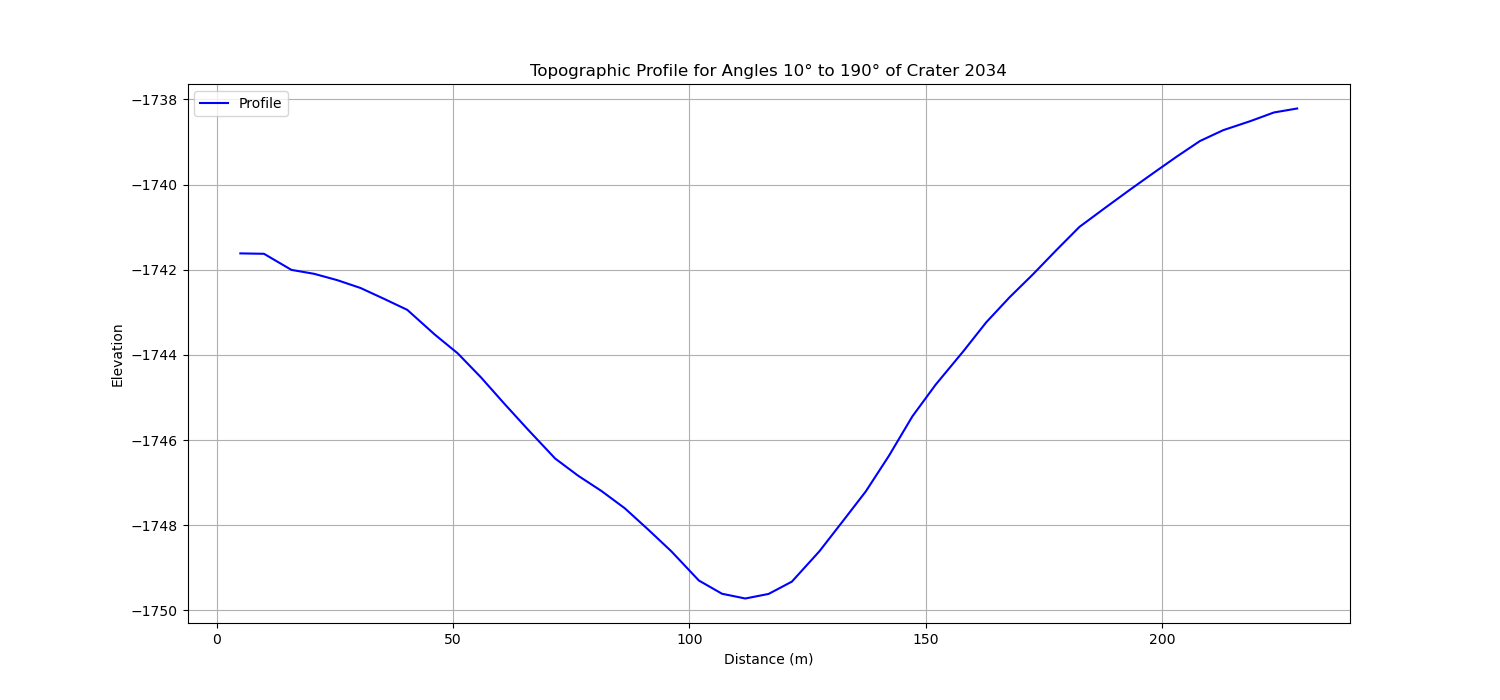 Topographic Profile for Angles 10° to 190° of Crater 2034
Profile
−1738
−1740
−1742
−1744
−1746
−1748
−1750
Elevation
0 50 100 150 200
Distance (m)